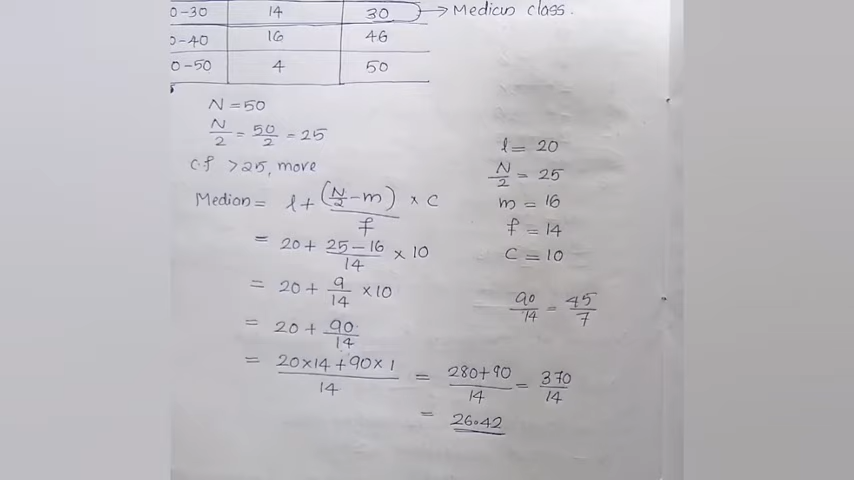 0-30 14 30 → Median class.
0-40 16 46
0-50 4 50
N = 50
N/2 = 50/2 = 25
c.f > 25, move
Median = l + (N/2 - m)/f × C
= 20 + 25-16/14 × 10
= 20 + 9/14 × 10
= 20 + 90/14
= 20×14+90×1/14 = 280+90/14 = 370/14
= 26.42
l = 20
N/2 = 25
m = 16
f = 14
C = 10
90/14 = 45/7